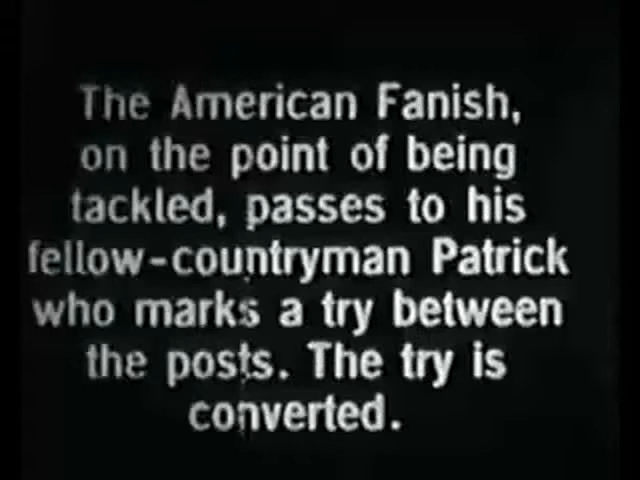 The American Fanish,
on the point of being
tackled, passes to his
fellow-countryman Patrick
who marks a try between
the posts. The try is
converted.